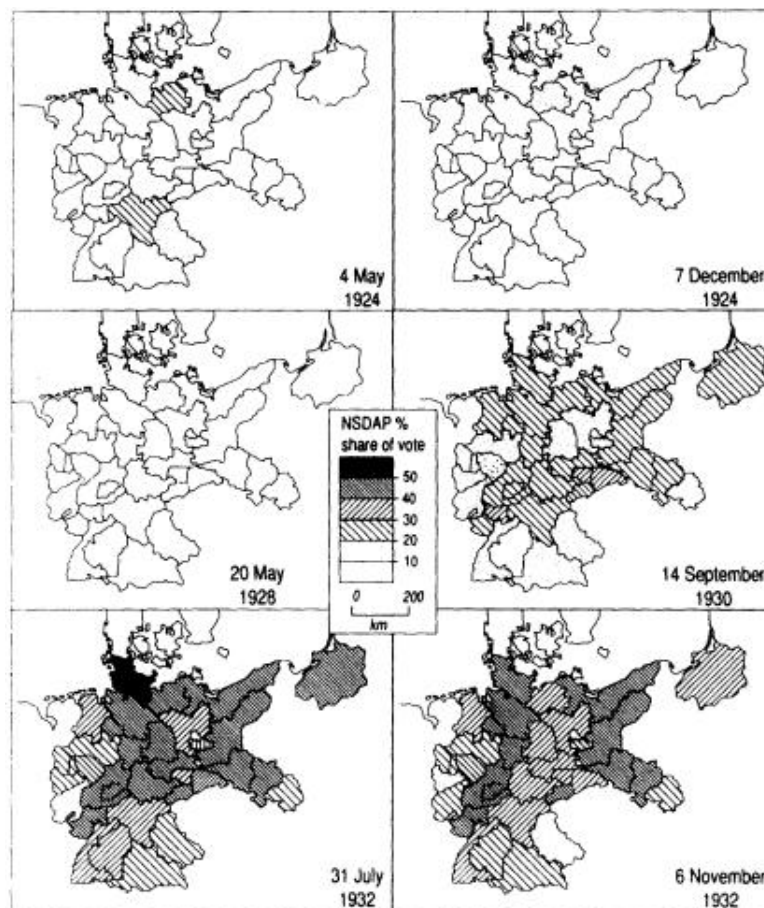 4 May
1924
7 December
1924
20 May
1928
NSDAP %
share of vote
50
40
30
20
10
0 200
km
14 September
1930
31 July
1932
6 November
1932